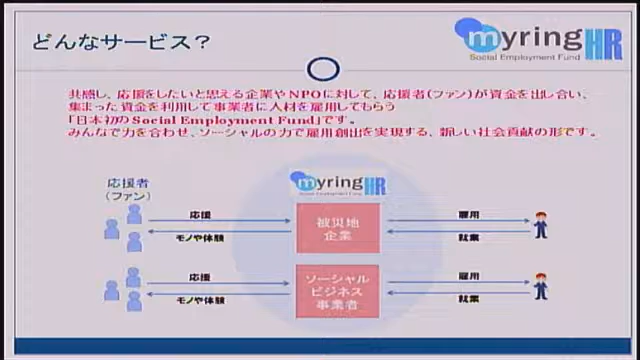 どんなサービス？
myringHR
Social Employment Fund
共感し、応援をしたいと思える企業やNPOに対して、応援者（ファン）が資金を出し合い、
集まった資金を利用して事業者に人材を雇用してもらう
「日本初のSocial Employment Fund」です。
みんなで力を合わせ、ソーシャルの力で雇用創出を実現する、新しい社会貢献の形です。
応援者
（ファン）
myringHR
Social Employment Fund
応援
被災地
企業
雇用
モノや体験
就業
応援
ソーシャル
ビジネス
事業者
雇用
モノや体験
就業